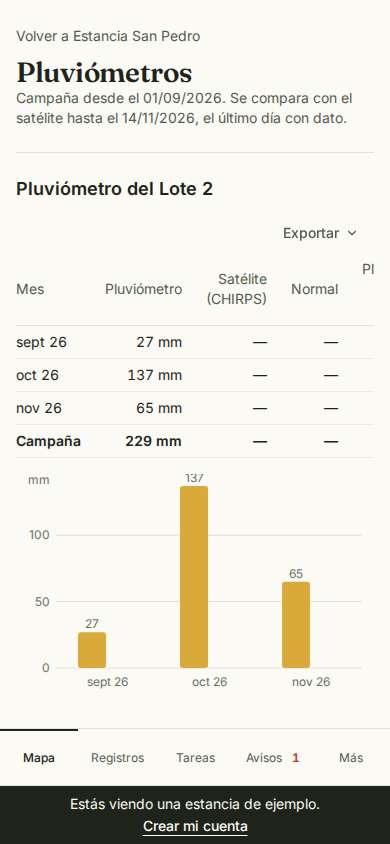 Volver a Estancia San Pedro
Pluviómetros
Campaña desde el 01/09/2026. Se compara con el
satélite hasta el 14/11/2026, el último día con dato.
Pluviómetro del Lote 2
Exportar
Mes Pluviómetro Satélite (CHIRPS) Normal Pl
sept 26 27 mm — —
oct 26 137 mm — —
nov 26 65 mm — —
Campaña 229 mm — —
mm
137
100
65
50
27
0
sept 26 oct 26 nov 26
Mapa Registros Tareas Avisos 1 Más
Estás viendo una estancia de ejemplo.
Crear mi cuenta